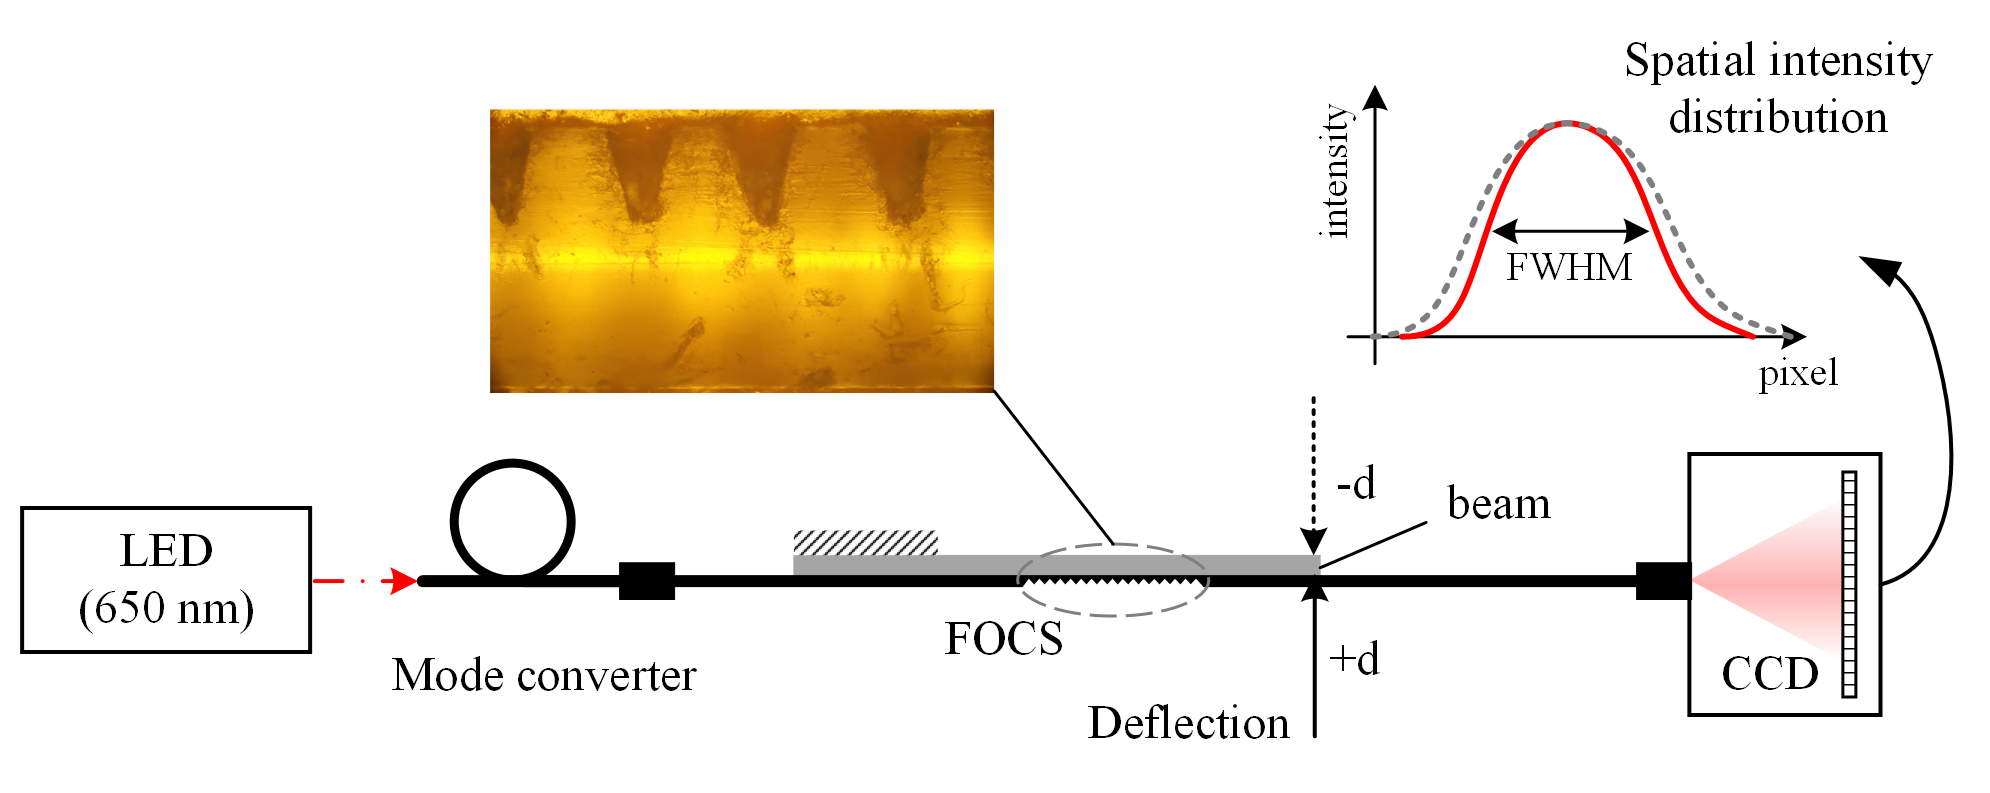 Spatial intensity
distribution
intensity
FWHM
pixel
-d
beam
LED
(650 nm)
FOCS
+d
Mode converter
CCD
Deflection